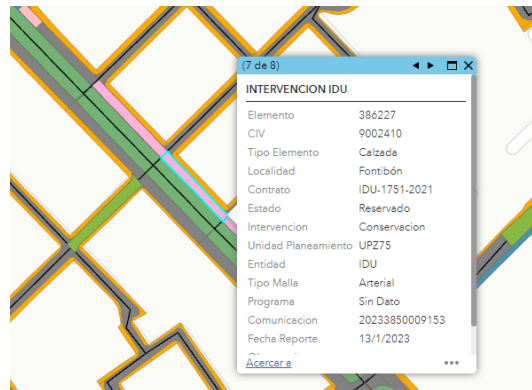 (7 de 8)
INTERVENCION IDU
Elemento 386227
CIV 9002410
Tipo Elemento Calzada
Localidad Fontibón
Contrato IDU-1751-2021
Estado Reservado
Intervencion Conservacion
Unidad Planeamiento UPZ75
Entidad IDU
Tipo Malla Arterial
Programa Sin Dato
Comunicacion 20233850009153
Fecha Reporte 13/1/2023
Acercar a